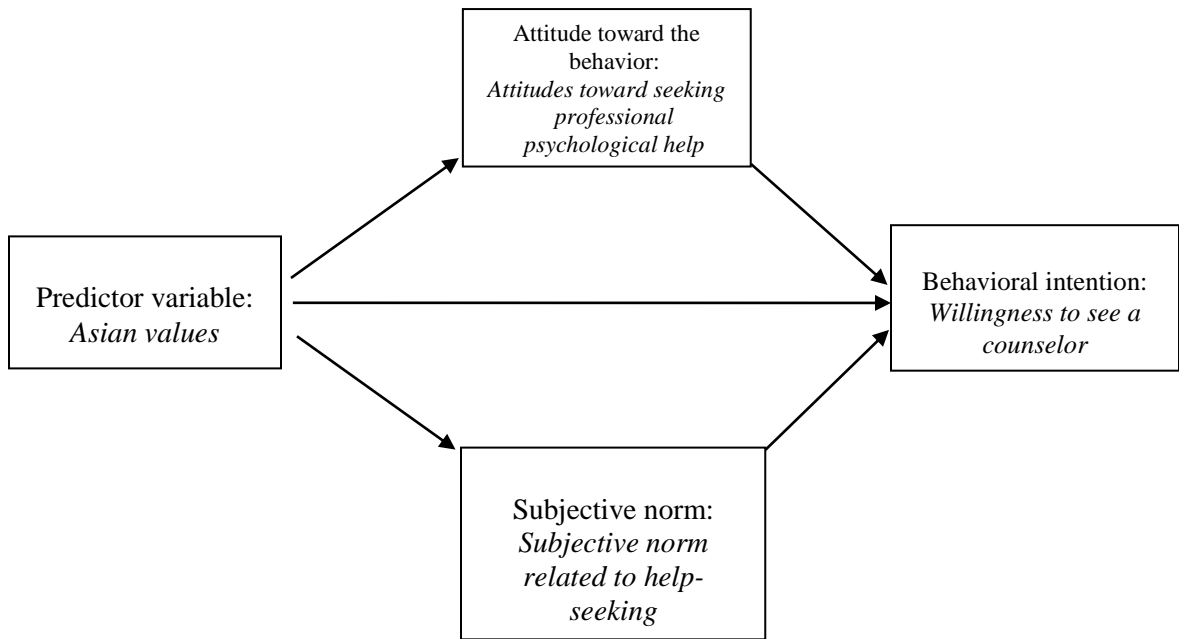 Attitude toward the
behavior:
Attitudes toward seeking
professional
psychological help
Predictor variable:
Asian values
Behavioral intention:
Willingness to see a
counselor
Subjective norm:
Subjective norm
related to help-
seeking